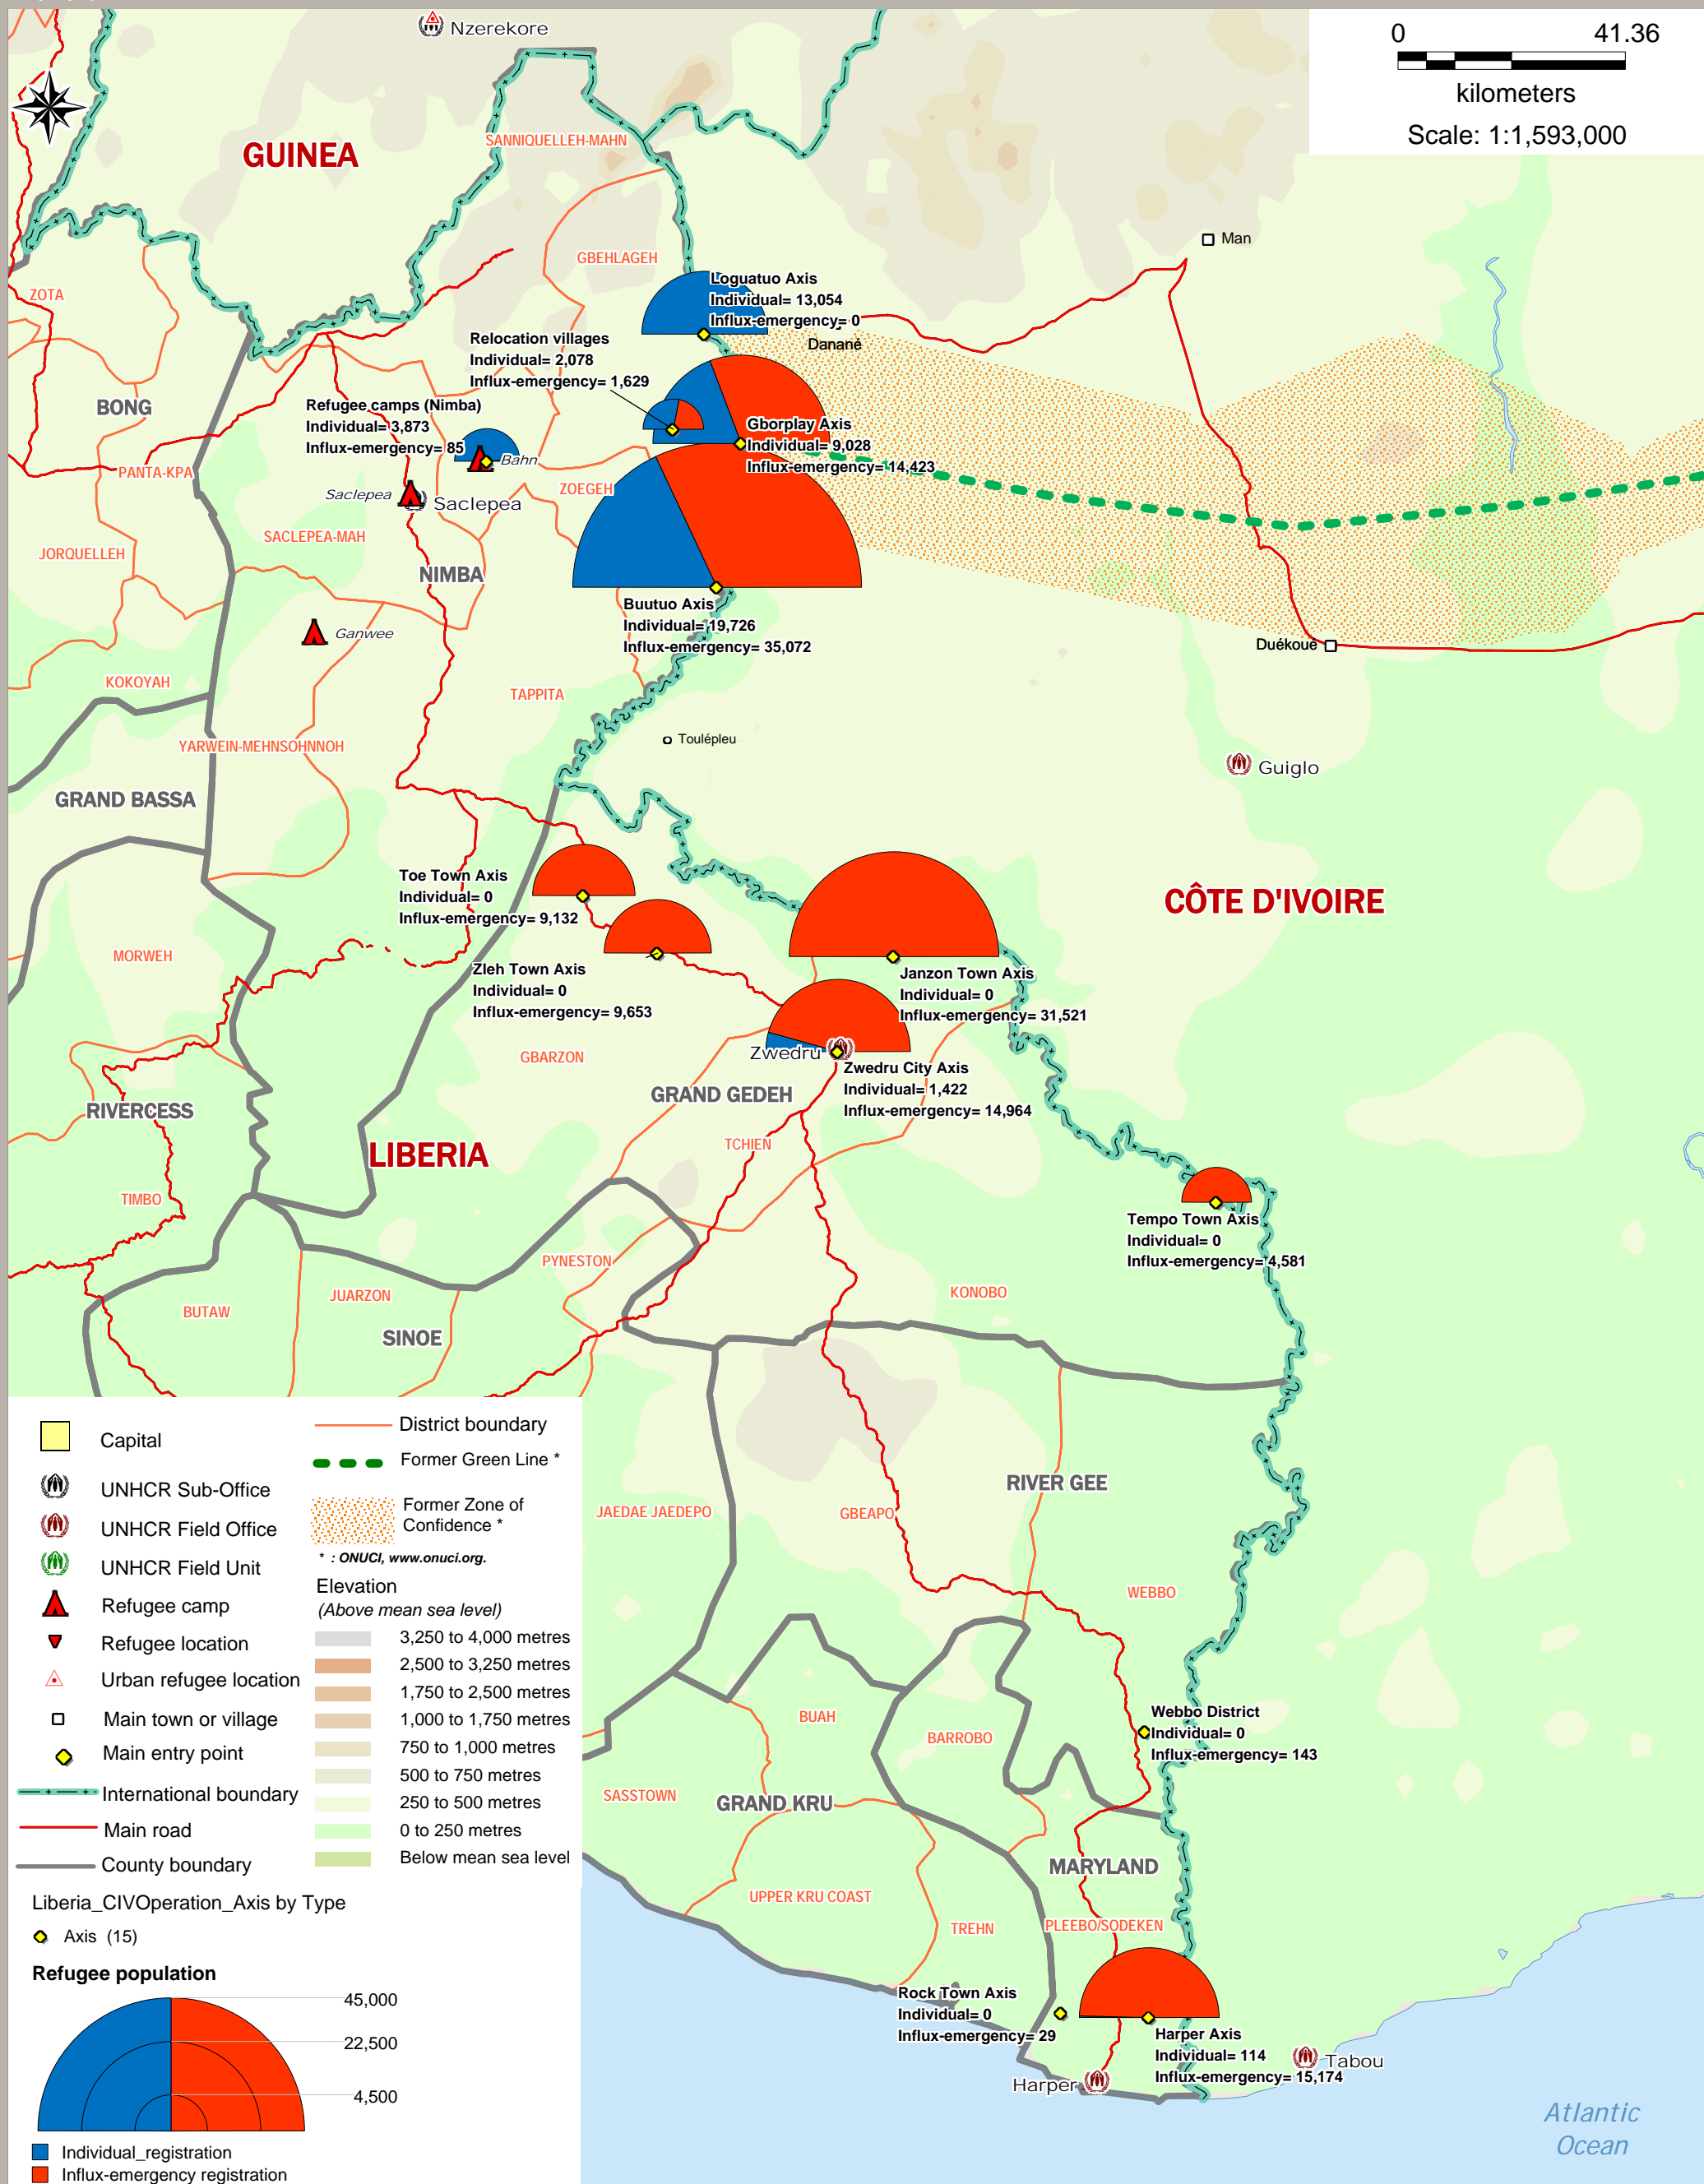 Nzerekore
0 41.36
kilometers
Scale: 1:1,593,000
GUINEA
SANNIQUELLEH-MAHN
GBEHLAGEH
Man
ZOTA
Loguatuo Axis
Individual= 13,054
Influx-emergency= 0
Danané
Relocation villages
Individual= 2,078
Influx-emergency= 1,629
BONG
Refugee camps (Nimba)
Individual= 3,873
Influx-emergency= 85
Bahn
Gborplay Axis
Individual= 9,028
Influx-emergency= 14,423
PANTA-KPA
Saclepea
Saclepea
ZOEGEH
SACLEPEA-MAH
JORQUELLEH
NIMBA
Buutuo Axis
Individual= 19,726
Influx-emergency= 35,072
Ganwee
Duékoué
KOKOYAH
TAPPITA
YARWEIN-MEHNSOHNNOH
Toulépleu
Guiglo
GRAND BASSA
Toe Town Axis
Individual= 0
Influx-emergency= 9,132
CÔTE D'IVOIRE
MORWEH
Zleh Town Axis
Individual= 0
Influx-emergency= 9,653
Janzon Town Axis
Individual= 0
Influx-emergency= 31,521
GBARZON
Zwedru
Zwedru City Axis
Individual= 1,422
Influx-emergency= 14,964
GRAND GEDEH
RIVERCESS
LIBERIA
TCHIEN
TIMBO
Tempo Town Axis
Individual= 0
Influx-emergency= 4,581
PYNESTON
KONOBO
JUARZON
BUTAW
SINOE
RIVER GEE
JAEDAE JAEDEPO
GBEAPO
WEBBO
Webbo District
Individual= 0
Influx-emergency= 143
BUAH
BARROBO
SASSTOWN
GRAND KRU
MARYLAND
UPPER KRU COAST
TREHN
PLEEBO/SODEKEN
Rock Town Axis
Individual= 0
Influx-emergency= 29
Harper Axis
Individual= 114
Influx-emergency= 15,174
Harper
Tabou
Atlantic
Ocean
Capital
UNHCR Sub-Office
UNHCR Field Office
UNHCR Field Unit
Refugee camp
Refugee location
Urban refugee location
Main town or village
Main entry point
International boundary
Main road
County boundary
District boundary
Former Green Line *
Former Zone of
Confidence *
* : ONUCI, www.onuci.org.
Elevation
(Above mean sea level)
3,250 to 4,000 metres
2,500 to 3,250 metres
1,750 to 2,500 metres
1,000 to 1,750 metres
750 to 1,000 metres
500 to 750 metres
250 to 500 metres
0 to 250 metres
Below mean sea level
Liberia_CIVOperation_Axis by Type
Axis (15)
Refugee population
45,000
22,500
4,500
Individual_registration
Influx-emergency registration